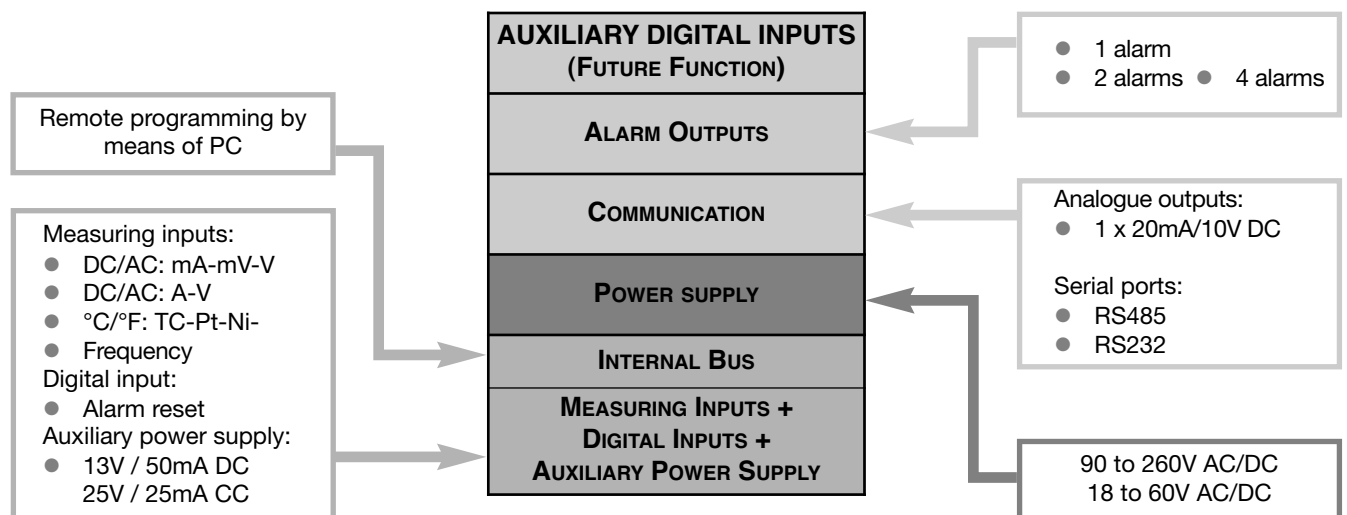 AUXILIARY DIGITAL INPUTS
(FUTURE FUNCTION)
ALARM OUTPUTS
COMMUNICATION
POWER SUPPLY
INTERNAL BUS
MEASURING INPUTS +
DIGITAL INPUTS +
AUXILIARY POWER SUPPLY
Remote programming by
means of PC
Measuring inputs:
● DC/AC: mA-mV-V
● DC/AC: A-V
● °C/°F: TC-Pt-Ni-
● Frequency
Digital input:
● Alarm reset
Auxiliary power supply:
● 13V / 50mA DC
25V / 25mA CC
● 1 alarm
● 2 alarms ● 4 alarms
Analogue outputs:
● 1 x 20mA/10V DC
Serial ports:
● RS485
● RS232
90 to 260V AC/DC
18 to 60V AC/DC